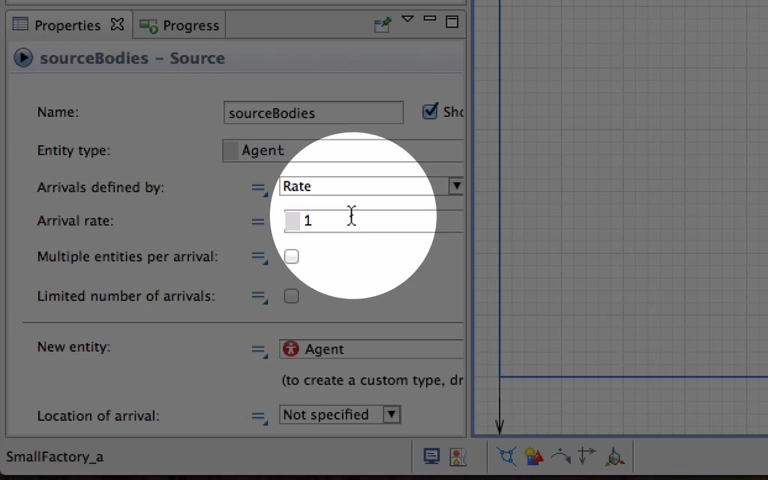 Properties Progress
sourceBodies – Source
Name: sourceBodies Sho
Entity type: Agent
Arrivals defined by: Rate
Arrival rate: 1
Multiple entities per arrival:
Limited number of arrivals:
New entity: Agent
(to create a custom type, dr
Location of arrival: Not specified
SmallFactory_a